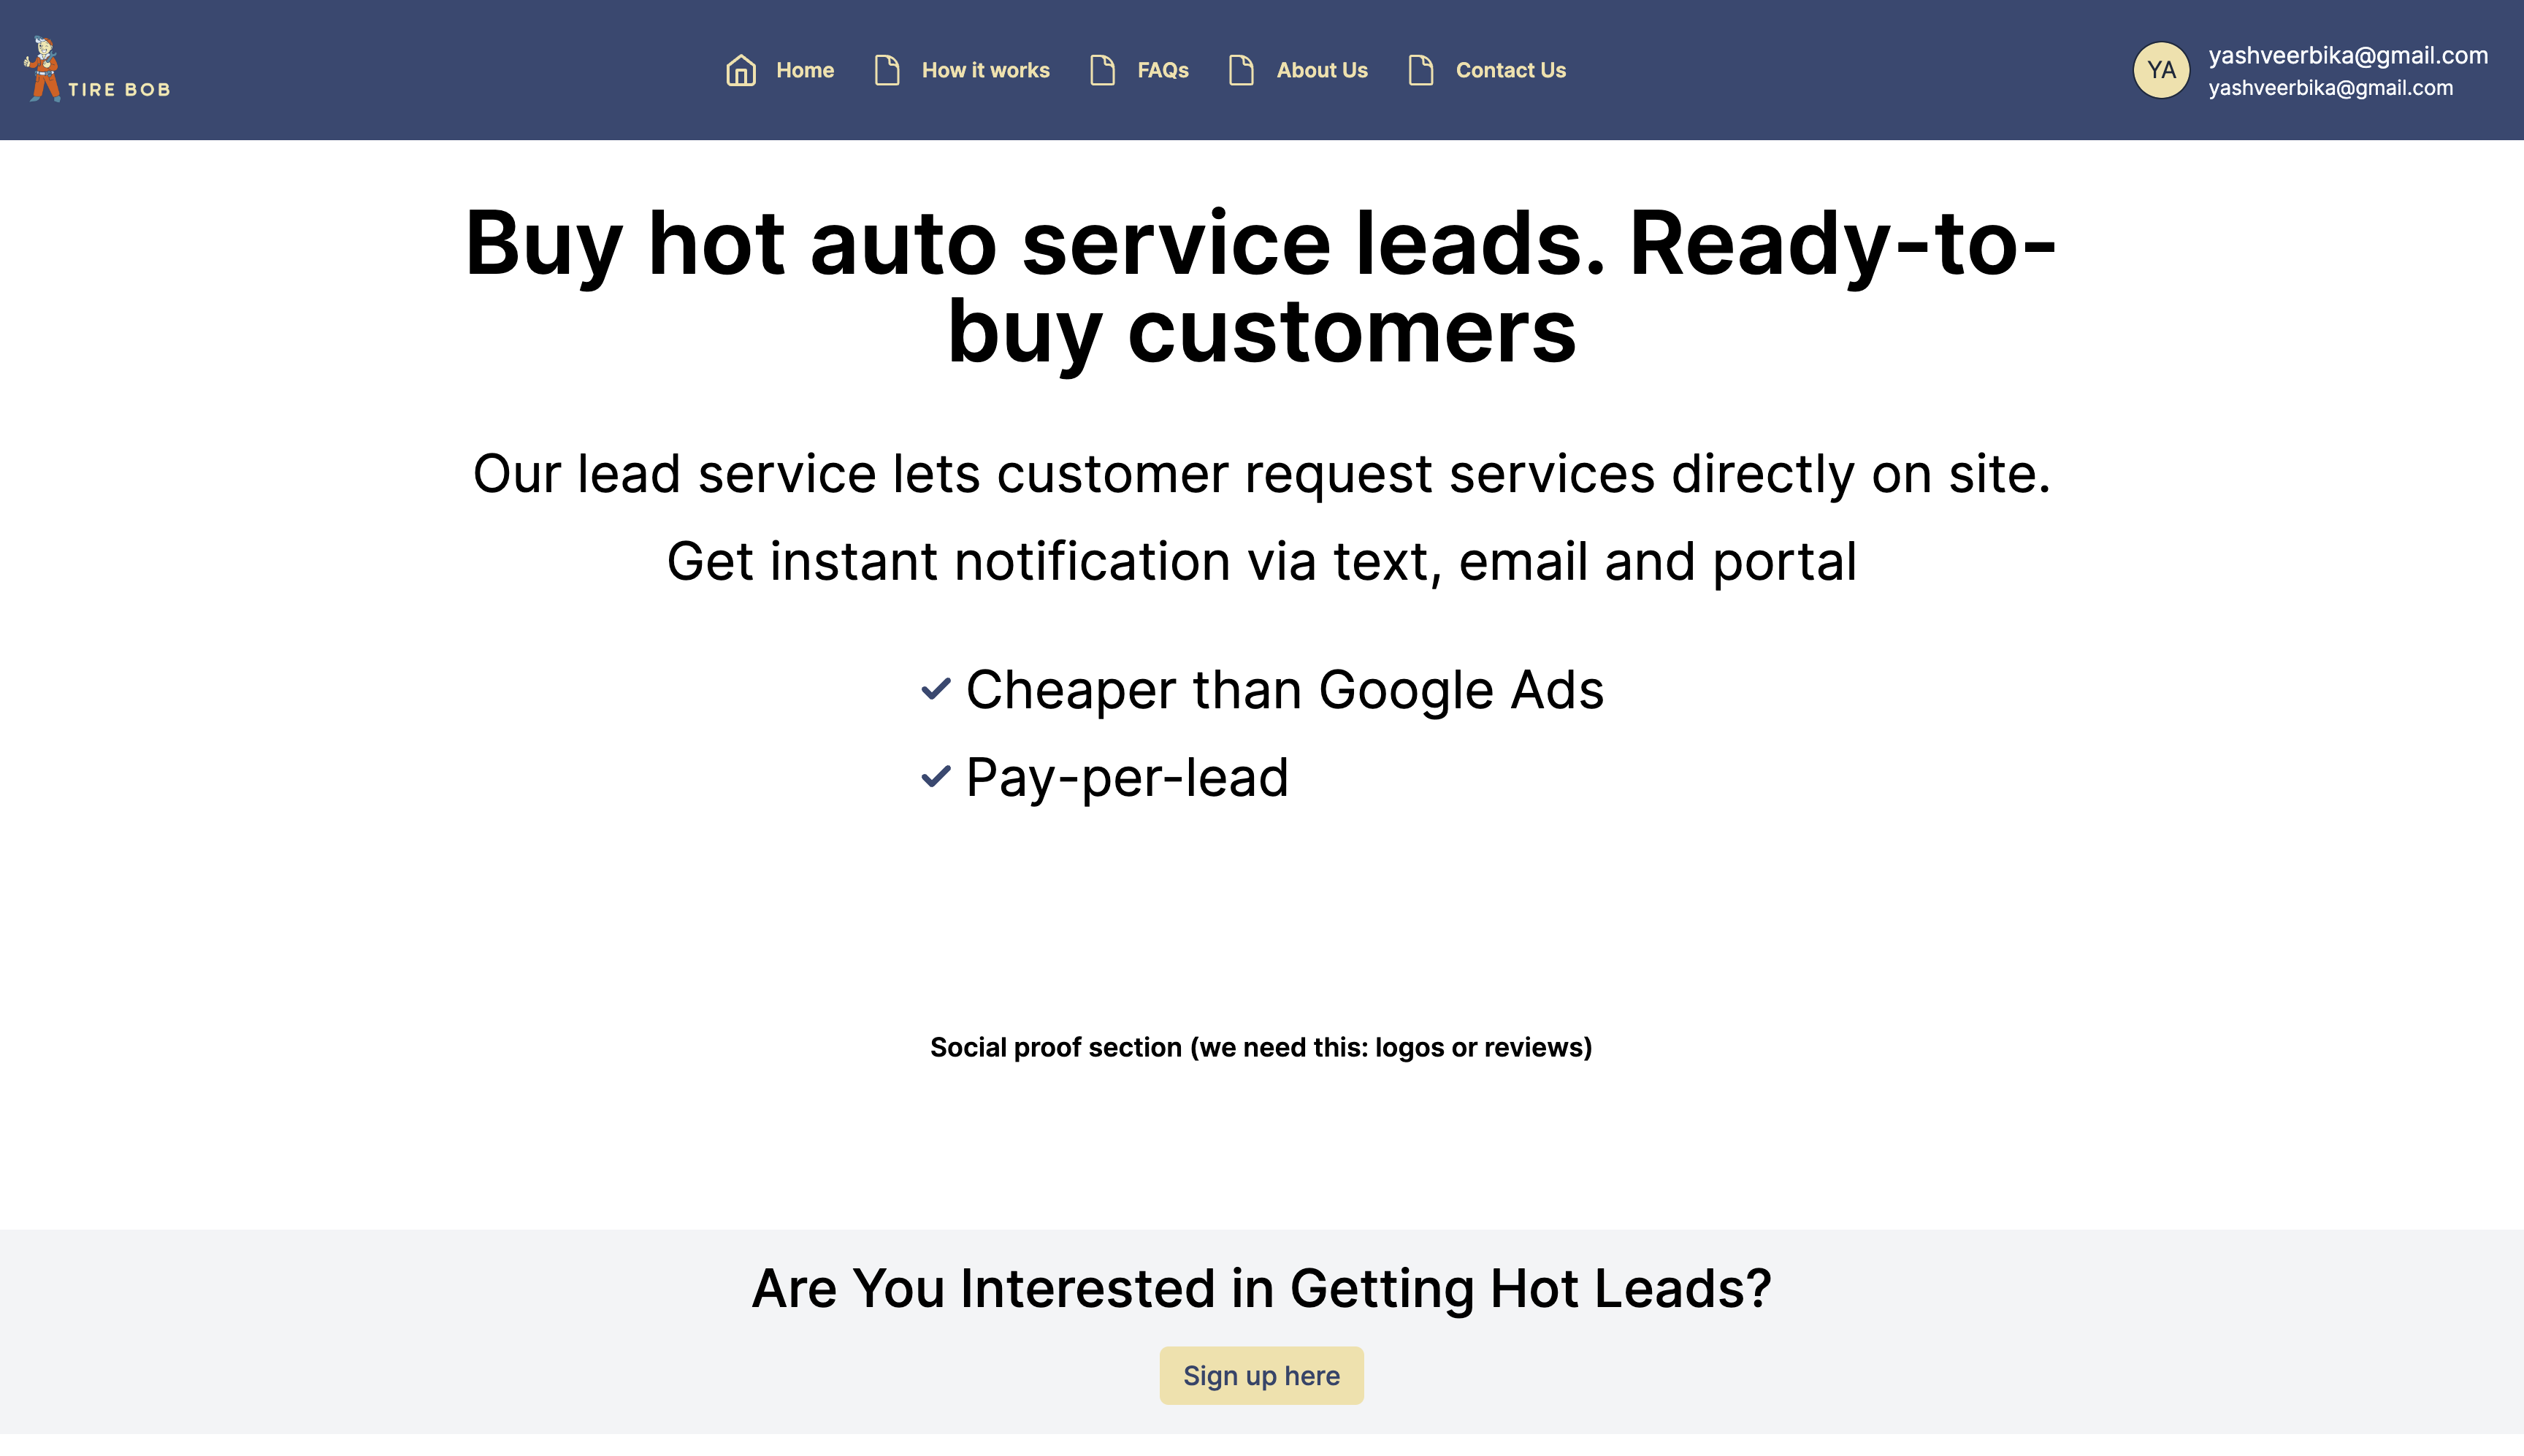 TIRE BOB
Home
How it works
FAQs
About Us
Contact Us
YA
yashveerbika@gmail.com
yashveerbika@gmail.com
Buy hot auto service leads. Ready-to-
buy customers
Our lead service lets customer request services directly on site.
Get instant notification via text, email and portal
Cheaper than Google Ads
Pay-per-lead
Social proof section (we need this: logos or reviews)
Are You Interested in Getting Hot Leads?
Sign up here